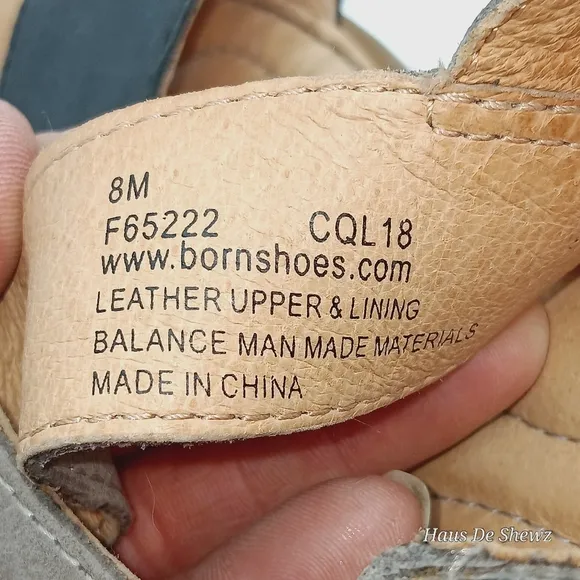 8M
F65222 CQL18
www.bornshoes.com
LEATHER UPPER & LINING
BALANCE MAN MADE MATERIALS
MADE IN CHINA
Haus De Shewz